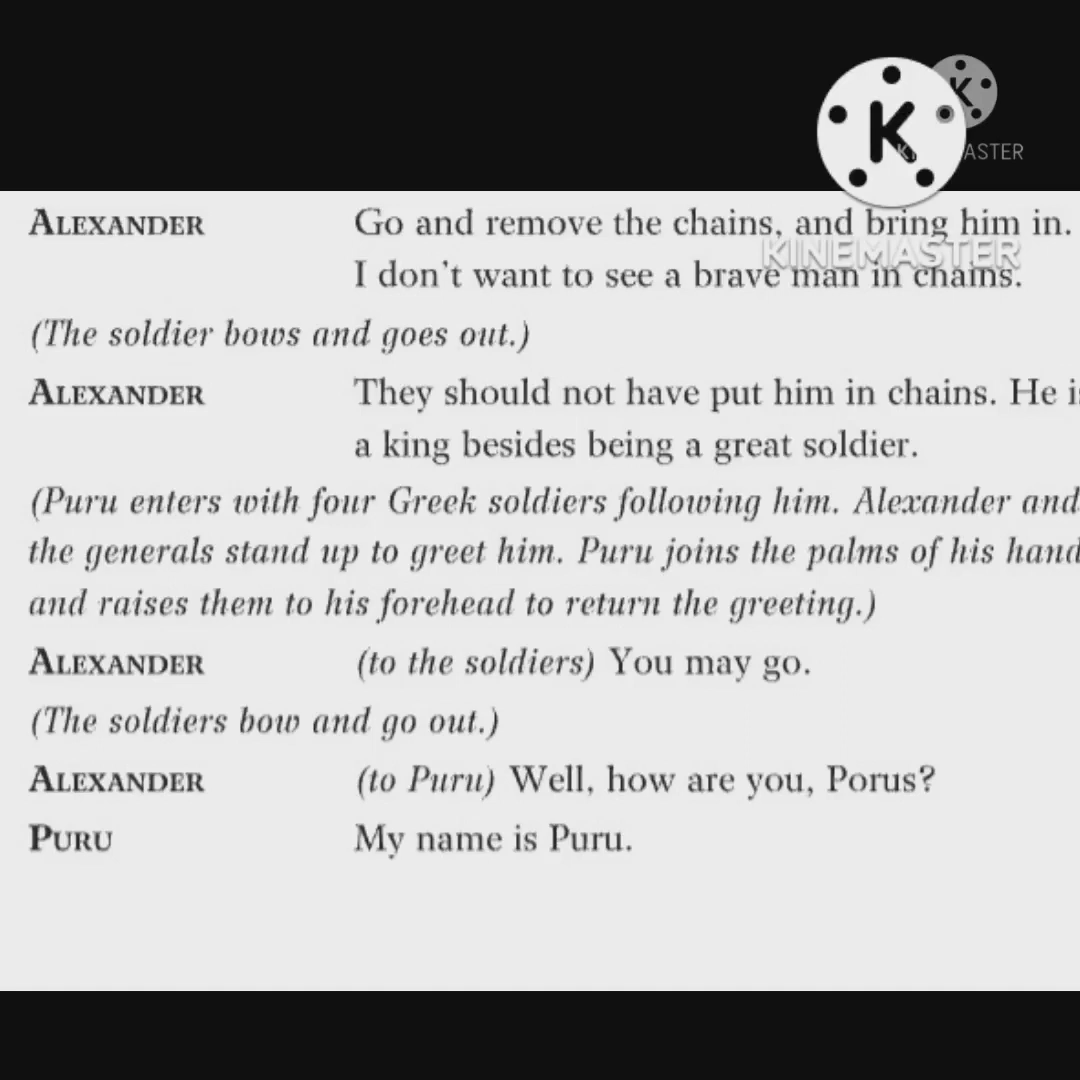 K
K
KINEMASTER
ALEXANDER Go and remove the chains, and bring him in.
KINEMASTER
I don't want to see a brave man in chains.
(The soldier bows and goes out.)
ALEXANDER They should not have put him in chains. He is
a king besides being a great soldier.
(Puru enters with four Greek soldiers following him. Alexander and
the generals stand up to greet him. Puru joins the palms of his hand
and raises them to his forehead to return the greeting.)
ALEXANDER (to the soldiers) You may go.
(The soldiers bow and go out.)
ALEXANDER (to Puru) Well, how are you, Porus?
PURU My name is Puru.